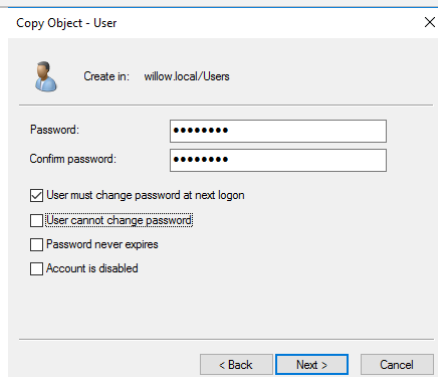 Copy Object - User
Create in: willow.local/Users
Password: ●●●●●●●●
Confirm password: ●●●●●●●●
User must change password at next logon
User cannot change password
Password never expires
Account is disabled
< Back Next > Cancel